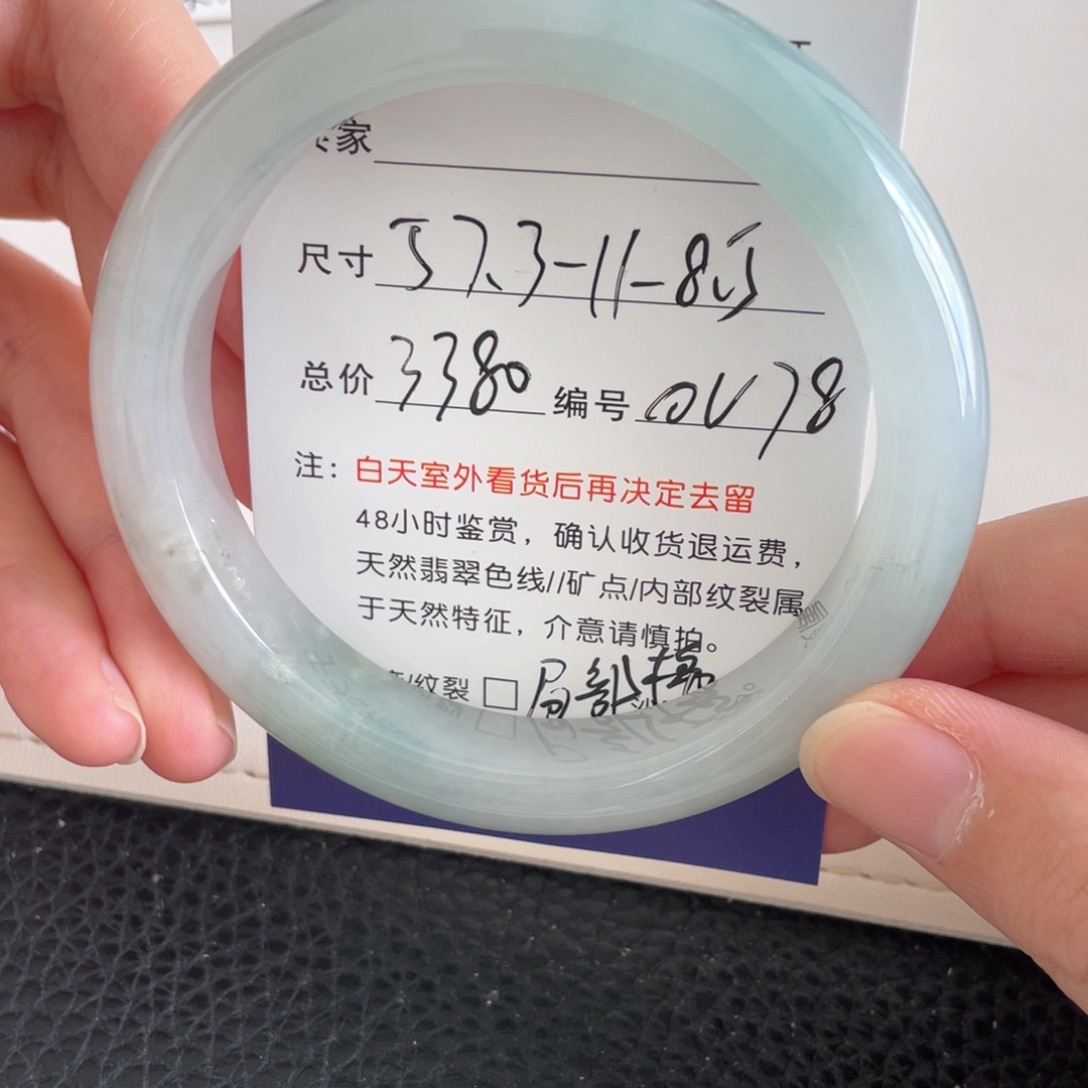 家
尺寸 57.3-11-8.5
总价 3380 编号 0V78
注：白天室外看货后再决定去留
48小时鉴赏，确认收货退运费，
天然翡翠色线//矿点/内部纹裂属
于天然特征，介意请慎拍。
纹裂 □ 局部